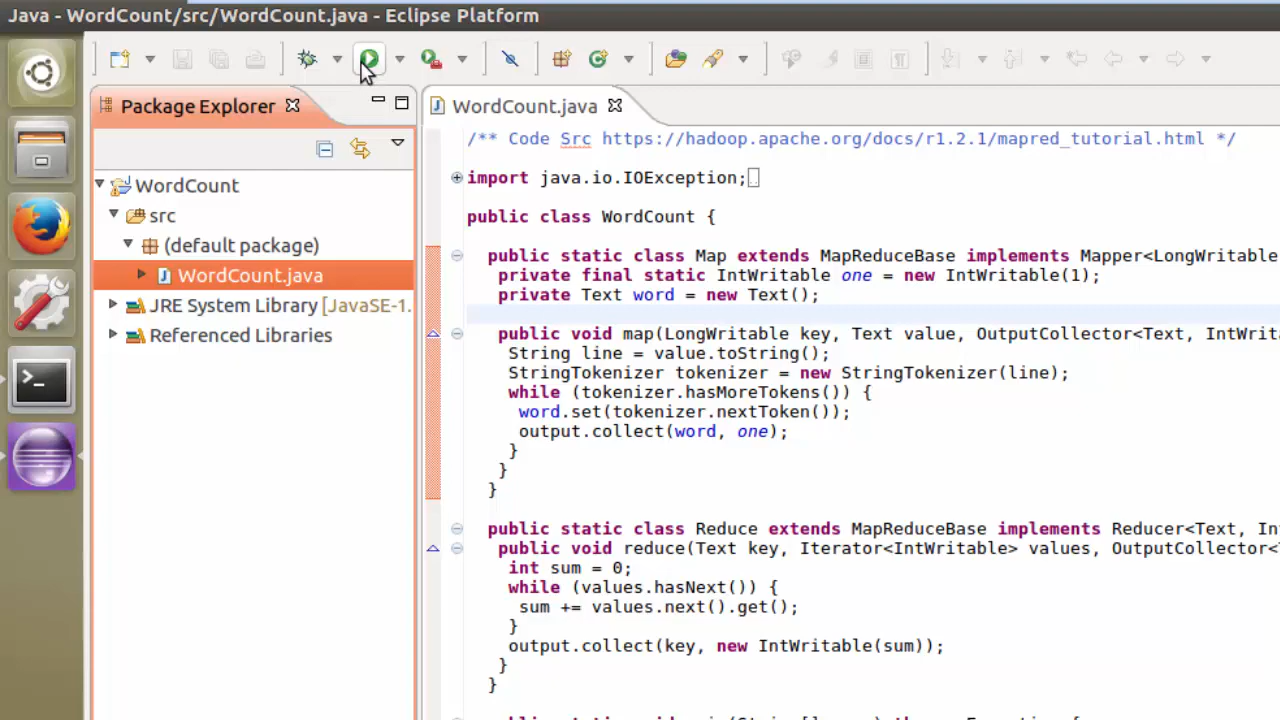 Java - WordCount/src/WordCount.java - Eclipse Platform
Package Explorer
WordCount
src
(default package)
WordCount.java
JRE System Library [JavaSE-1.
Referenced Libraries
WordCount.java
/** Code Src https://hadoop.apache.org/docs/r1.2.1/mapred_tutorial.html */
import java.io.IOException;
public class WordCount {
public static class Map extends MapReduceBase implements Mapper<LongWritable
private final static IntWritable one = new IntWritable(1);
private Text word = new Text();
public void map(LongWritable key, Text value, OutputCollector<Text, IntWrita
String line = value.toString();
StringTokenizer tokenizer = new StringTokenizer(line);
while (tokenizer.hasMoreTokens()) {
word.set(tokenizer.nextToken());
output.collect(word, one);
}
}
}
public static class Reduce extends MapReduceBase implements Reducer<Text, In
public void reduce(Text key, Iterator<IntWritable> values, OutputCollector<
int sum = 0;
while (values.hasNext()) {
sum += values.next().get();
}
output.collect(key, new IntWritable(sum));
}
}